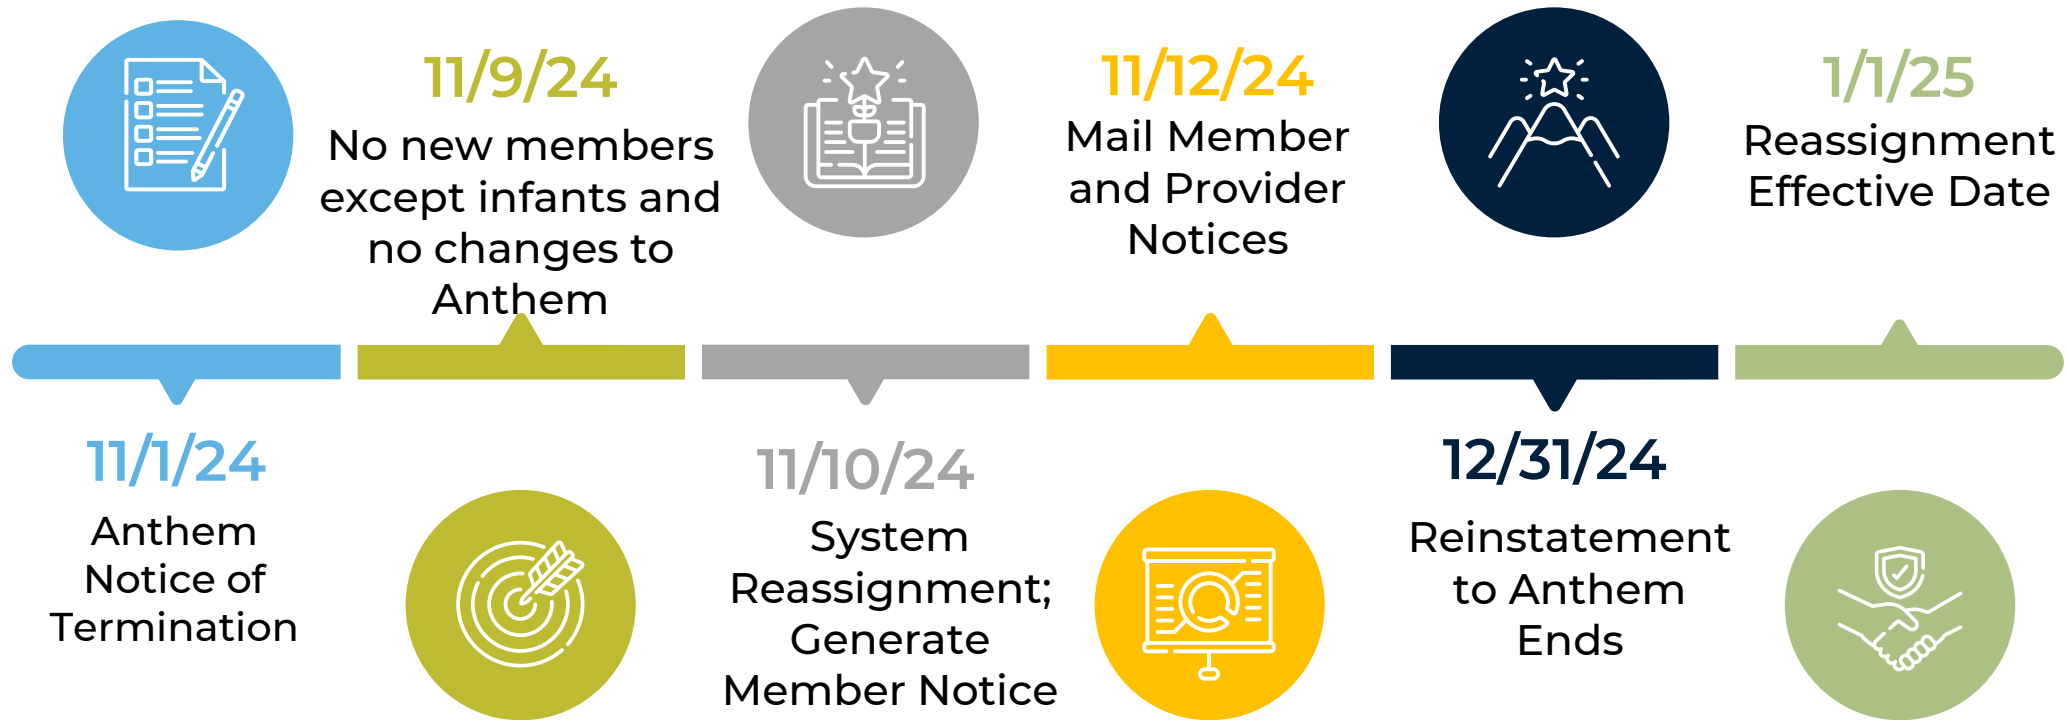 11/1/24
Anthem
Notice of
Termination
11/9/24
No new members
except infants and
no changes to
Anthem
11/10/24
System
Reassignment;
Generate
Member Notice
11/12/24
Mail Member
and Provider
Notices
12/31/24
Reinstatement
to Anthem
Ends
1/1/25
Reassignment
Effective Date